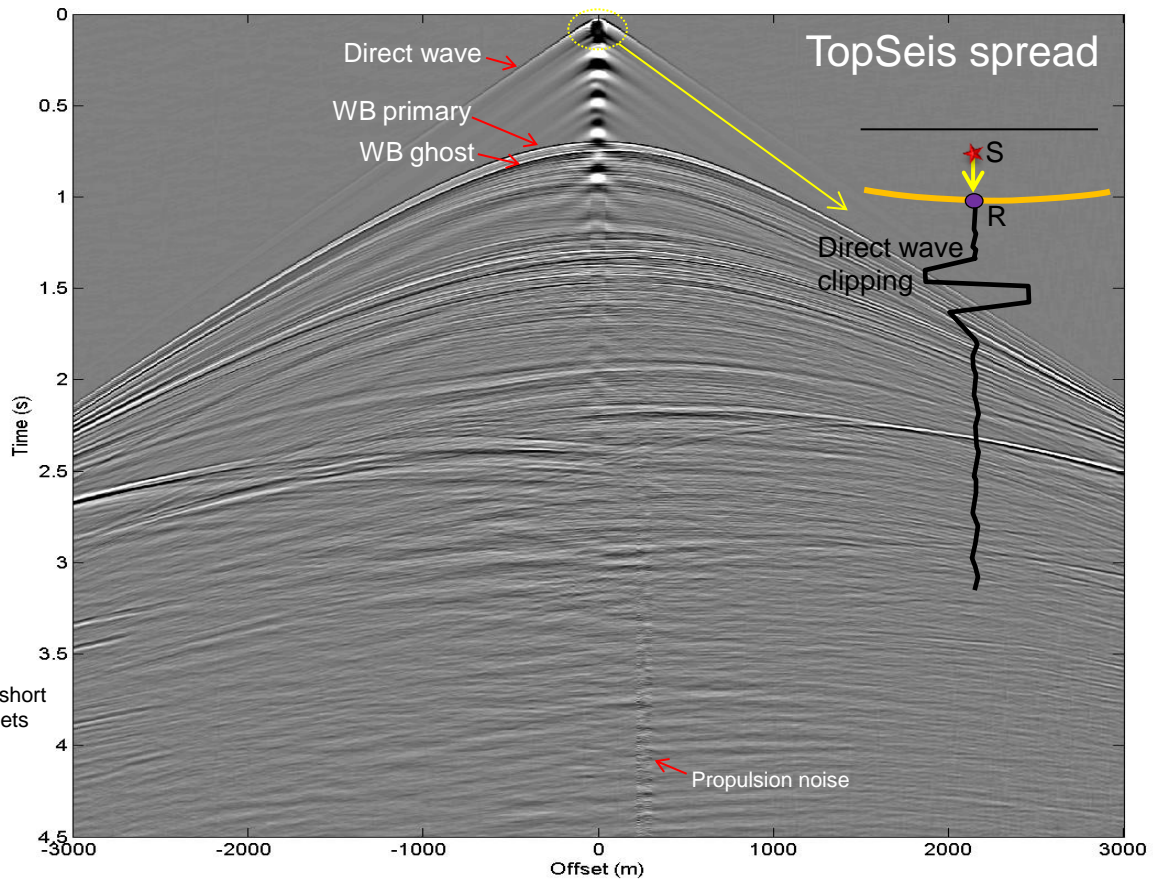 TopSeis spread
Direct wave
WB primary
WB ghost
S
R
Direct wave
clipping
Propulsion noise
short
ets
Time (s)
0
0.5
1
1.5
2
2.5
3
3.5
4
4.5
-3000
-2000
-1000
0
1000
2000
3000
Offset (m)